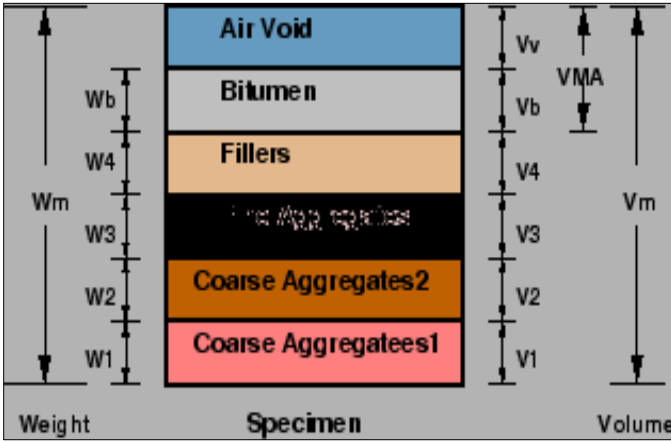 Air Void
Vv
VMA
Wb
Bitumen
Vb
W4
Fillers
V4
Wm
Vm
W3
V3
W2
Coarse Aggregates2
V2
W1
Coarse Aggregatees1
V1
Weight
Specimen
Volume